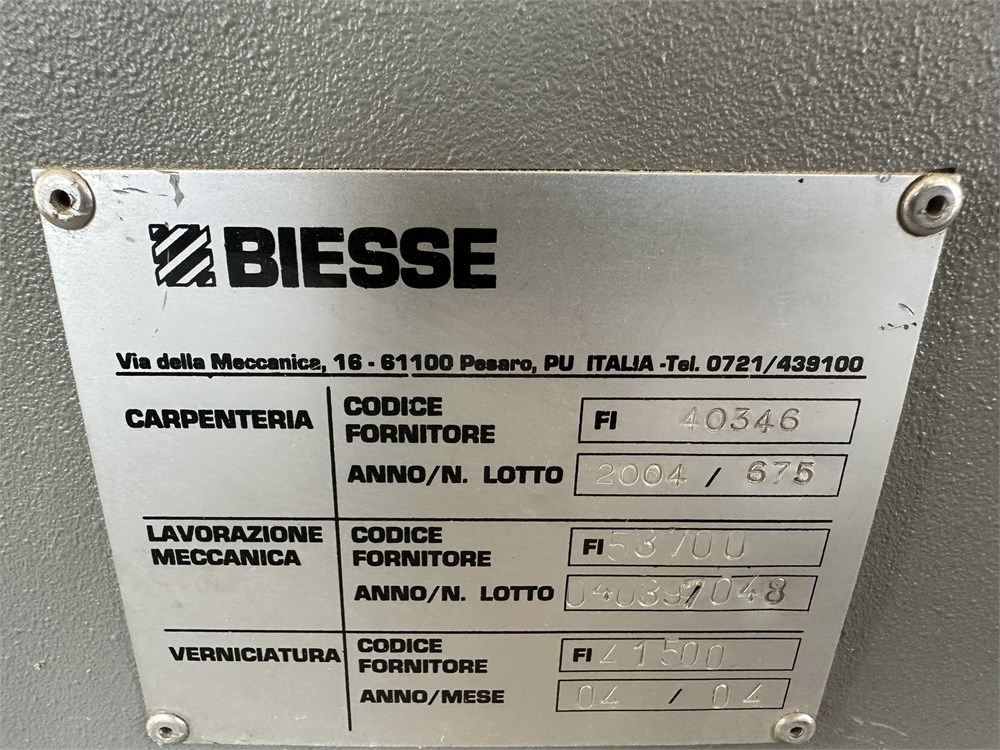 BIESSE
Via della Meccanica, 16 - 61100 Pesaro, PU ITALIA -Tel. 0721/439100
CARPENTERIA
CODICE FORNITORE
FI 40346
ANNO/N. LOTTO
2004 / 675
LAVORAZIONE MECCANICA
CODICE FORNITORE
FI 53700
ANNO/N. LOTTO
VERNICIATURA
CODICE FORNITORE
FI 41500
ANNO/MESE
04 / 04